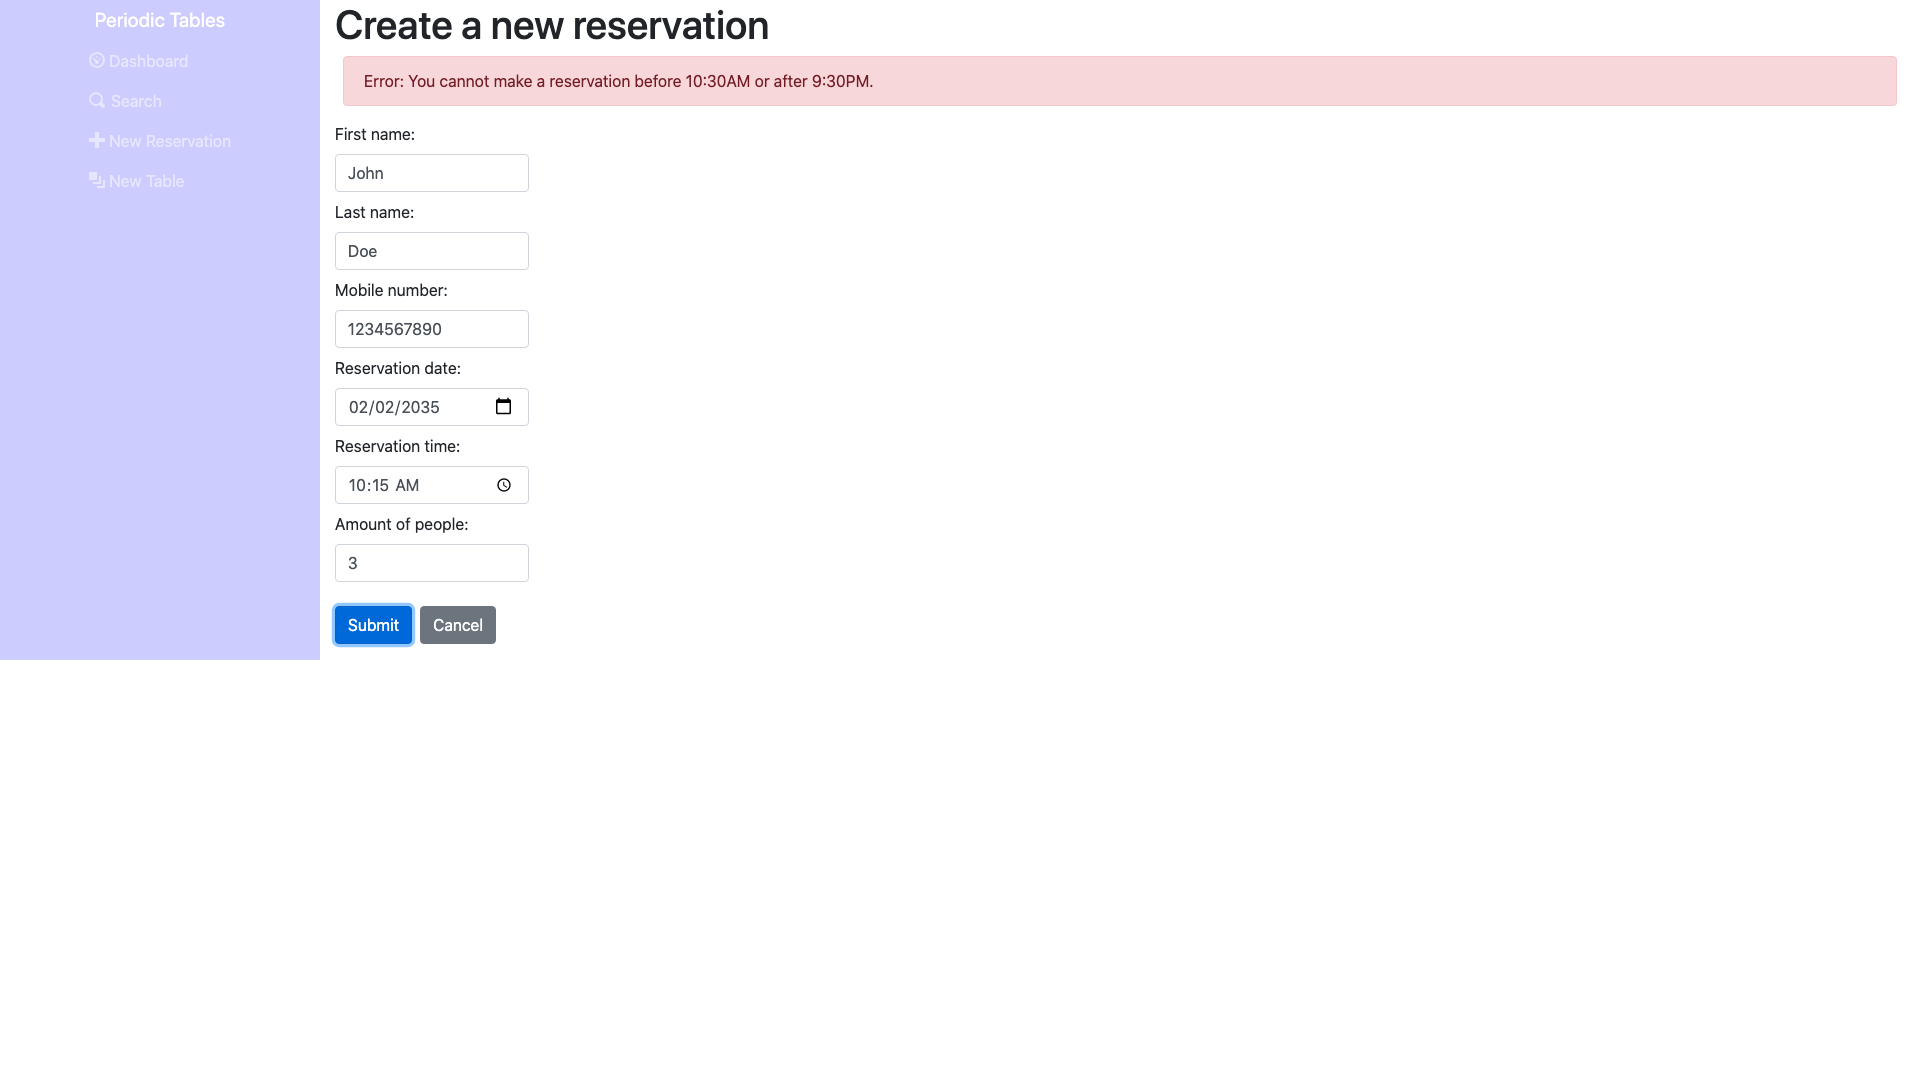 Periodic Tables
Dashboard
Search
New Reservation
New Table
Create a new reservation
Error: You cannot make a reservation before 10:30AM or after 9:30PM.
First name:
John
Last name:
Doe
Mobile number:
1234567890
Reservation date:
02/02/2035
Reservation time:
10:15 AM
Amount of people:
3
Submit Cancel